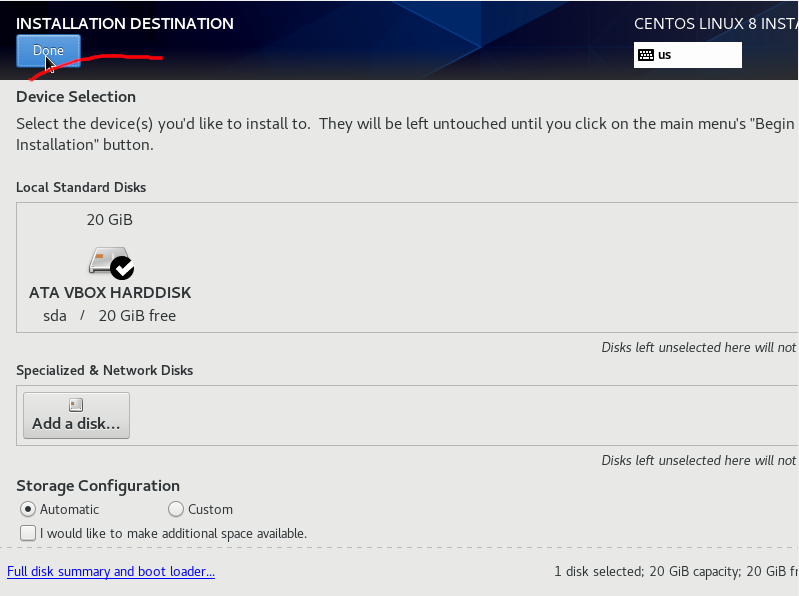 INSTALLATION DESTINATION
CENTOS LINUX 8 INSTA
Done
us
Device Selection
Select the device(s) you'd like to install to.  They will be left untouched until you click on the main menu's "Begin
Installation" button.
Local Standard Disks
20 GiB
ATA VBOX HARDDISK
sda / 20 GiB free
Disks left unselected here will not
Specialized & Network Disks
Add a disk...
Disks left unselected here will not
Storage Configuration
Automatic Custom
I would like to make additional space available.
Full disk summary and boot loader...
1 disk selected; 20 GiB capacity; 20 GiB fr